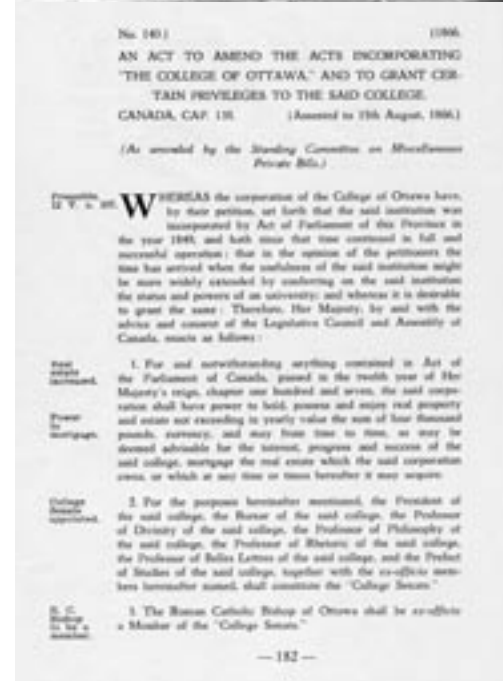 No. 140.] [1866.
AN ACT TO AMEND THE ACTS INCORPORATING
"THE COLLEGE OF OTTAWA," AND TO GRANT CER-
TAIN PRIVILEGES TO THE SAID COLLEGE.
CANADA, CAP. 135. (Assented to 15th August, 1866.)
(As amended by the Standing Committee on Miscellaneous
Private Bills.)
Preamble.
12 V. c. 107.
WHEREAS the corporation of the College of Ottawa have,
by their petition, set forth that the said institution was
incorporated by Act of Parliament of this Province in
the year 1849, and hath since that time continued in full and
successful operation; that in the opinion of the petitioners the
time has arrived when the usefulness of the said institution might
be more widely extended by conferring on the said institution
the status and powers of an university; and whereas it is desirable
to grant the same: Therefore, Her Majesty, by and with the
advice and consent of the Legislative Council and Assembly of
Canada, enacts as follows:
Real
estate
increased.
1. For and notwithstanding anything contained in Act of
the Parliament of Canada, passed in the twelfth year of Her
Majesty's reign, chapter one hundred and seven, the said corpo-
ration shall have power to hold, possess and enjoy real property
Power
to
mortgage.
and estate not exceeding in yearly value the sum of four thousand
pounds, currency, and may from time to time, as may be
deemed advisable for the interest, progress and success of the
said college, mortgage the real estate which the said corporation
owns, or which at any time or times hereafter it may acquire.
College
Senate
appointed.
2. For the purposes hereinafter mentioned, the President of
the said college, the Bursar of the said college, the Professor
of Divinity of the said college, the Professor of Philosophy of
the said college, the Professor of Rhetoric of the said college,
the Professor of Belles Lettres of the said college, and the Prefect
of Studies of the said college, together with the ex-officio mem-
bers hereinafter named, shall constitute the "College Senate."
R. C.
Bishop
to be a
member.
3. The Roman Catholic Bishop of Ottawa shall be ex-officio
a Member of the "College Senate."
— 182 —